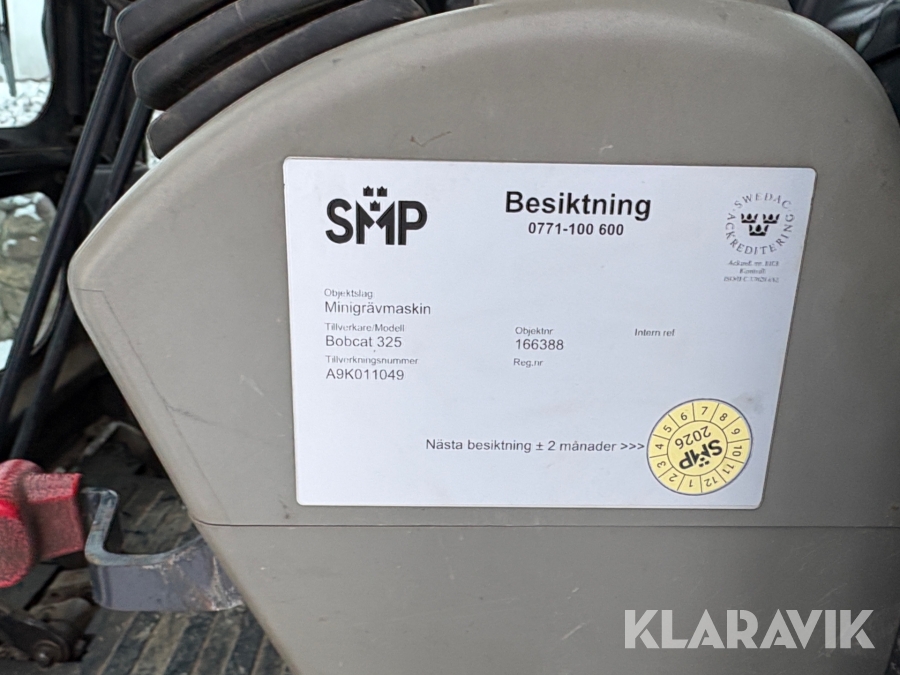 SMP
Besiktning
0771-100 600
SWEDAC
ACKREDITERING
Objektslag
Minigrävmaskin
Tillverkare/Modell
Bobcat 325
Tillverkningsnummer
A9K011049
Objektnr
166388
Reg.nr
Intern ref
Nästa besiktning ± 2 månader >>>
1 2 3 4 5 6 7 8 9 10 11 12
2026
SMP
KLARAVIK